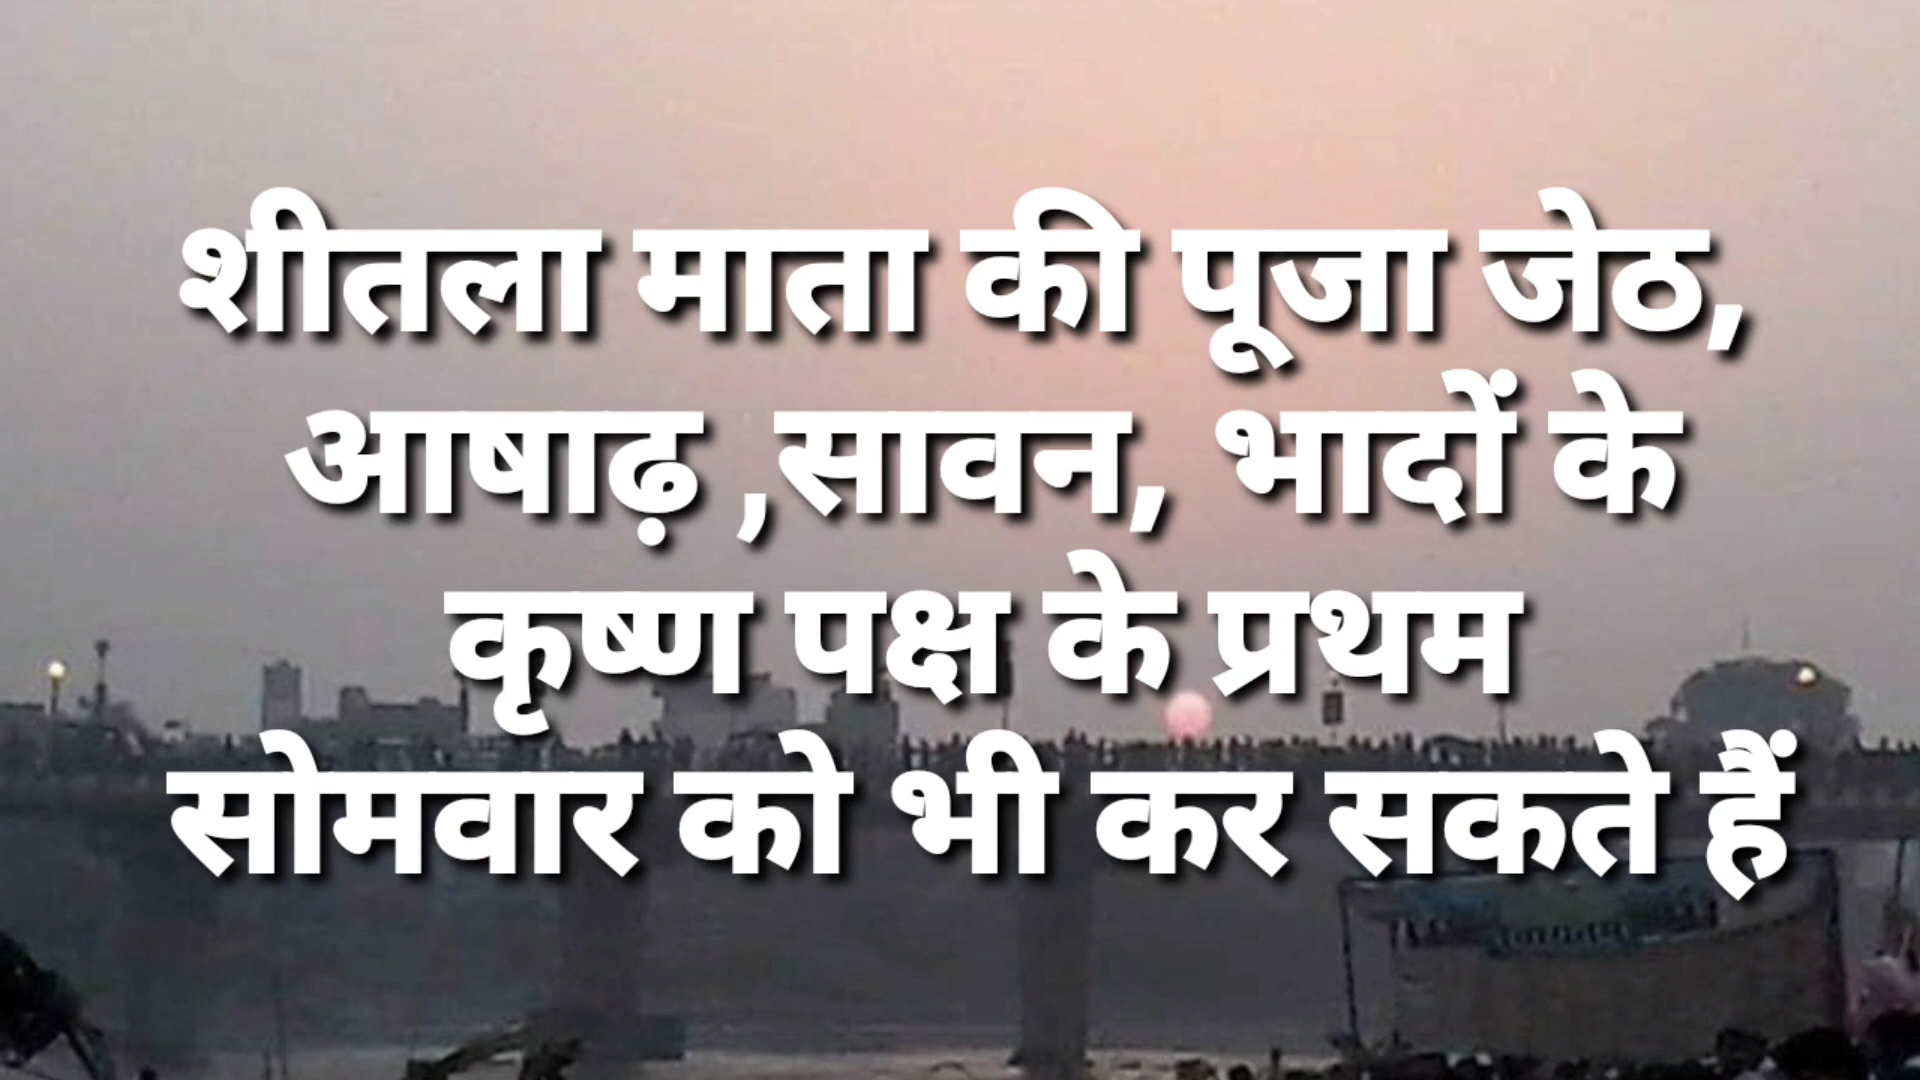 शीतला माता की पूजा जेठ,
आषाढ़ ,सावन, भादों के
कृष्ण पक्ष के प्रथम
सोमवार को भी कर सकते हैं